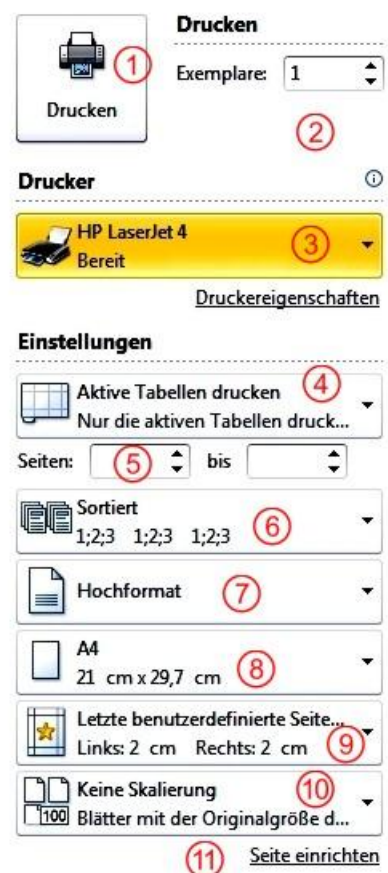 Drucken
①
Exemplare: 1
Drucken
②
Drucker
HP LaserJet 4 ③
Bereit
Druckereigenschaften
Einstellungen
Aktive Tabellen drucken ④
Nur die aktiven Tabellen druck...
Seiten: ⑤ bis
Sortiert ⑥
1;2;3 1;2;3 1;2;3
Hochformat ⑦
A4
21 cm x 29,7 cm ⑧
Letzte benutzerdefinierte Seite...
Links: 2 cm Rechts: 2 cm ⑨
Keine Skalierung ⑩
100 Blätter mit der Originalgröße d...
⑪ Seite einrichten